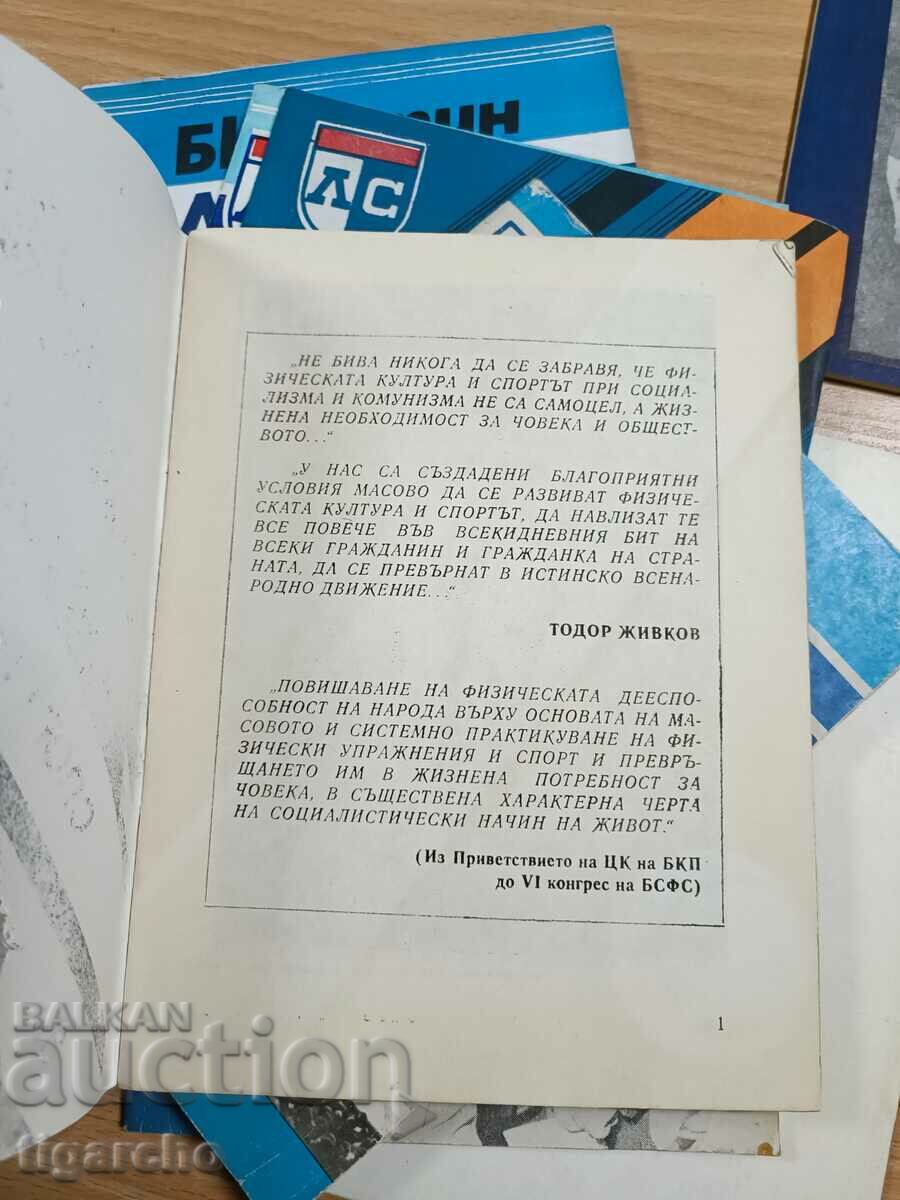 ЛС
„НЕ БИВА НИКОГА ДА СЕ ЗАБРАВЯ, ЧЕ ФИ-
ЗИЧЕСКАТА КУЛТУРА И СПОРТЪТ ПРИ СОЦИА-
ЛИЗМА И КОМУНИЗМА НЕ СА САМОЦЕЛ, А ЖИЗ-
НЕНА НЕОБХОДИМОСТ ЗА ЧОВЕКА И ОБЩЕСТ-
ВОТО. . .“
„У НАС СА СЪЗДАДЕНИ БЛАГОПРИЯТНИ
УСЛОВИЯ МАСОВО ДА СЕ РАЗВИВАТ ФИЗИЧЕ-
СКАТА КУЛТУРА И СПОРТЪТ, ДА НАВЛИЗАТ ТЕ
ВСЕ ПОВЕЧЕ ВЪВ ВСЕКИДНЕВНИЯ БИТ НА
ВСЕКИ ГРАЖДАНИН И ГРАЖДАНКА НА СТРА-
НАТА, ДА СЕ ПРЕВЪРНАТ В ИСТИНСКО ВСЕНА-
РОДНО ДВИЖЕНИЕ. . .“
ТОДОР ЖИВКОВ
„ПОВИШАВАНЕ НА ФИЗИЧЕСКАТА ДЕЕСПО-
СОБНОСТ НА НАРОДА ВЪРХУ ОСНОВАТА НА МА-
СОВОТО И СИСТЕМНО ПРАКТИКУВАНЕ НА ФИ-
ЗИЧЕСКИ УПРАЖНЕНИЯ И СПОРТ И ПРЕВРЪ-
ЩАНЕТО ИМ В ЖИЗНЕНА ПОТРЕБНОСТ ЗА
ЧОВЕКА, В СЪЩЕСТВЕНА ХАРАКТЕРНА ЧЕРТА
НА СОЦИАЛИСТИЧЕСКИ НАЧИН НА ЖИВОТ.“
(Из Приветствието на ЦК на БКП
до VI конгрес на БСФС)
1
BALKAN
auction
tigarcho